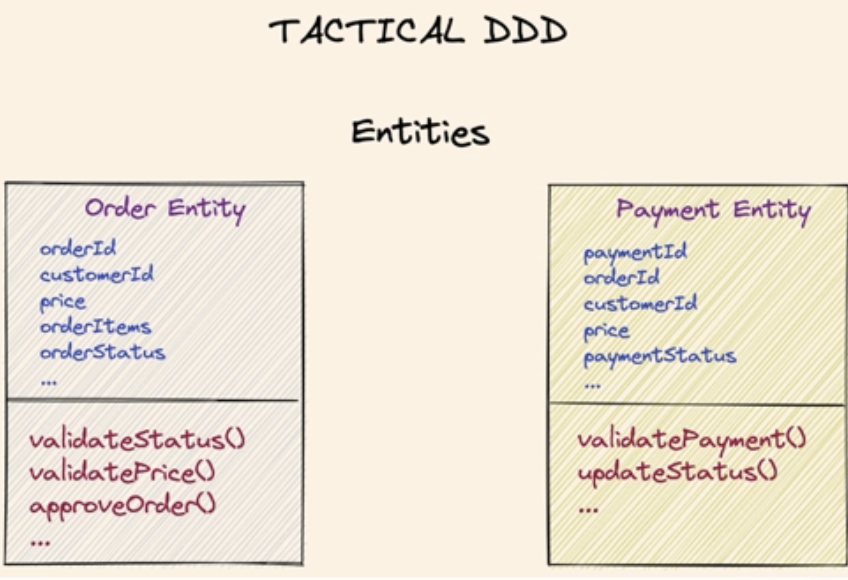 TACTICAL DDD
Entities
Order Entity
orderId
customerId
price
orderItems
orderStatus
...
validateStatus()
validatePrice()
approveOrder()
...
Payment Entity
paymentId
orderId
customerId
price
paymentStatus
...
validatePayment()
updateStatus()
...